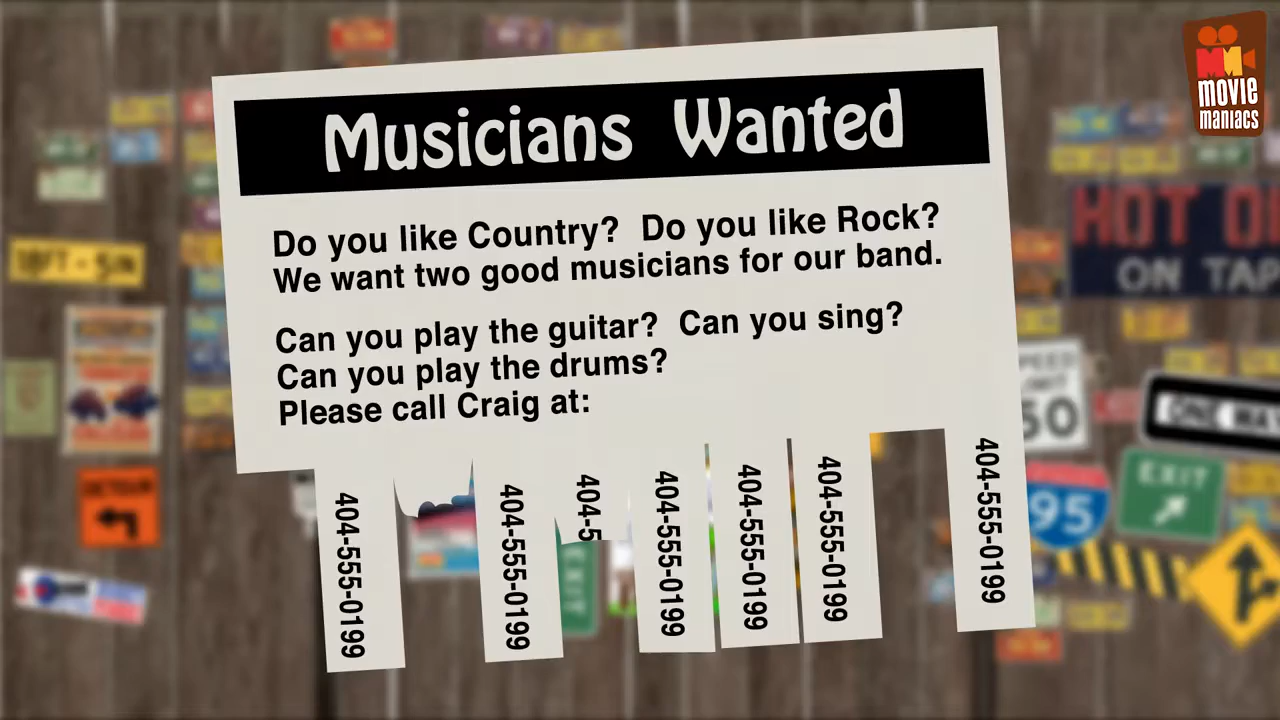 movie
maniacs
Musicians Wanted
Do you like Country? Do you like Rock?
We want two good musicians for our band.
Can you play the guitar? Can you sing?
Can you play the drums?
Please call Craig at:
404-555-0199
404-555-0199
404-5
404-555-0199
404-555-0199
404-555-0199
404-555-0199
HOT
ON TAP
ONE WAY
EXIT
95